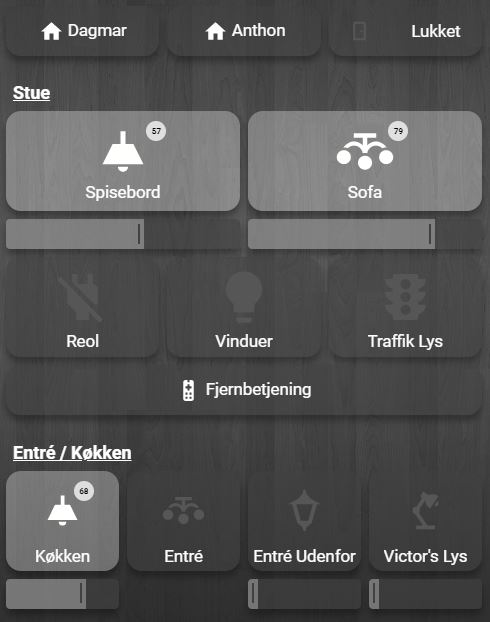 Dagmar Anthon Lukket
Stue
57 79
Spisebord Sofa
Reol Vinduer Traffik Lys
Fjernbetjening
Entré / Køkken
68
Køkken Entré Entré Udenfor Victor's Lys